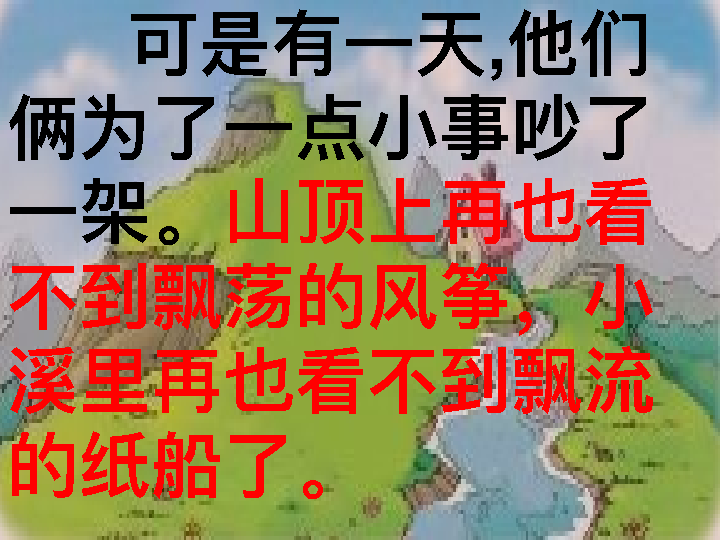 可是有一天,他们
俩为了一点小事吵了
一架。山顶上再也看
不到飘荡的风筝，小
溪里再也看不到飘流
的纸船了。